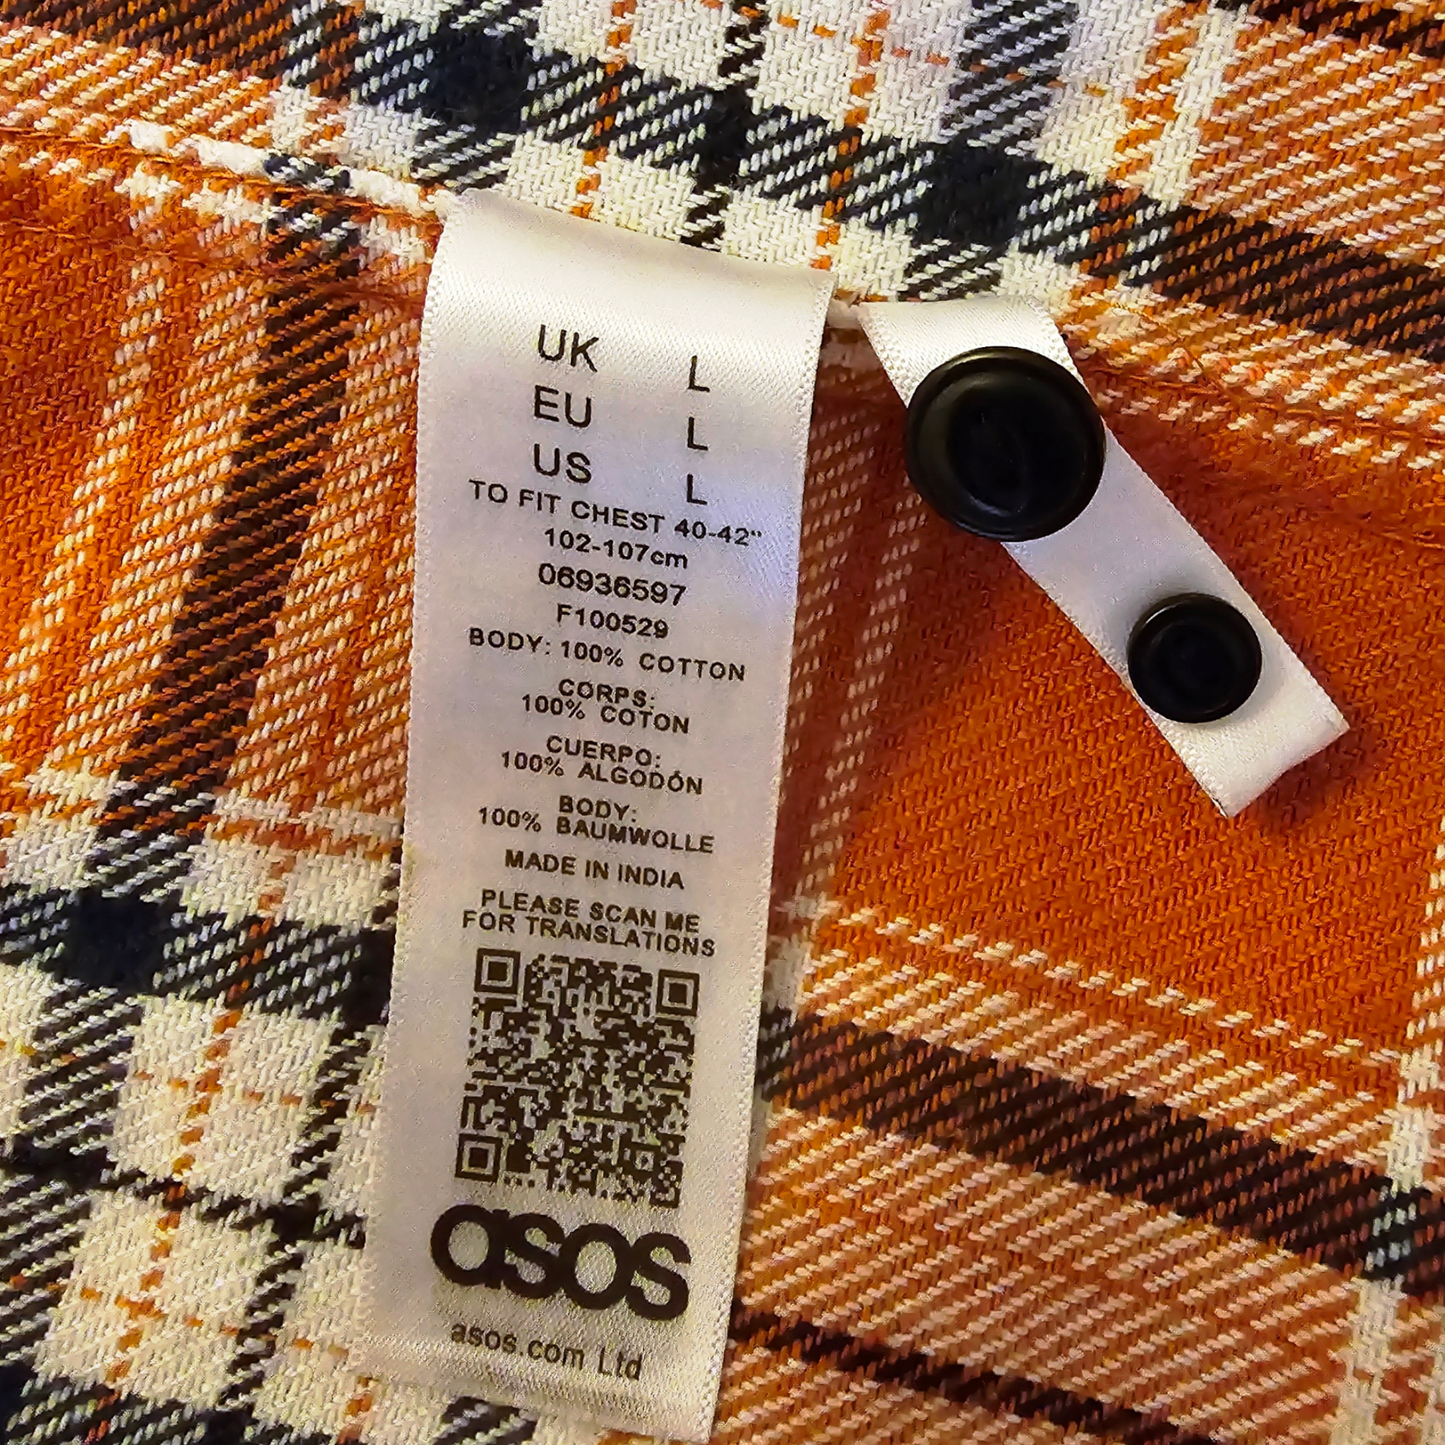 UK L
EU L
US L
TO FIT CHEST 40-42"
102-107cm
06936597
F100529
BODY: 100% COTTON
CORPS:
100% COTON
CUERPO:
100% ALGODÓN
BODY:
100% BAUMWOLLE
MADE IN INDIA
PLEASE SCAN ME
FOR TRANSLATIONS
asos
asos.com Ltd